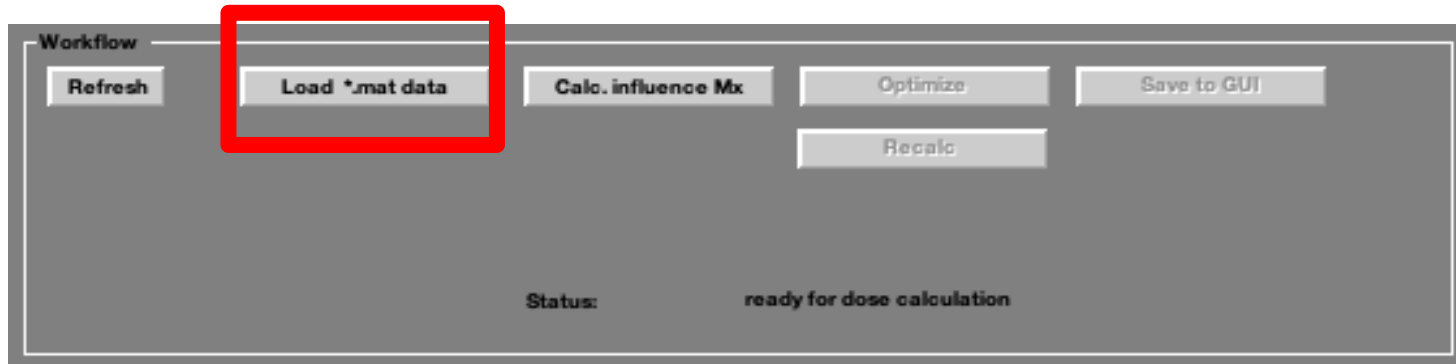 Workflow
Refresh
Load *.mat data
Calc. influence Mx
Optimize
Save to GUI
Recalc
Status: ready for dose calculation